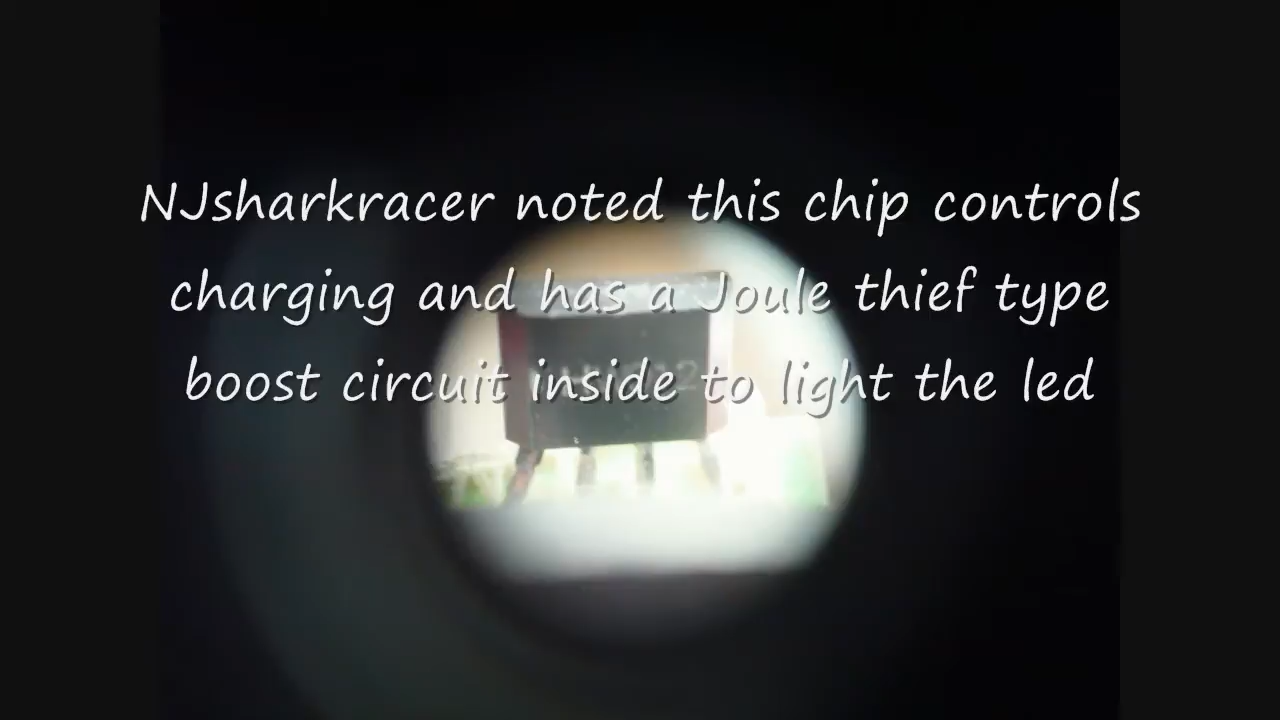 NJsharkracer noted this chip controls
charging and has a Joule thief type
boost circuit inside to light the led